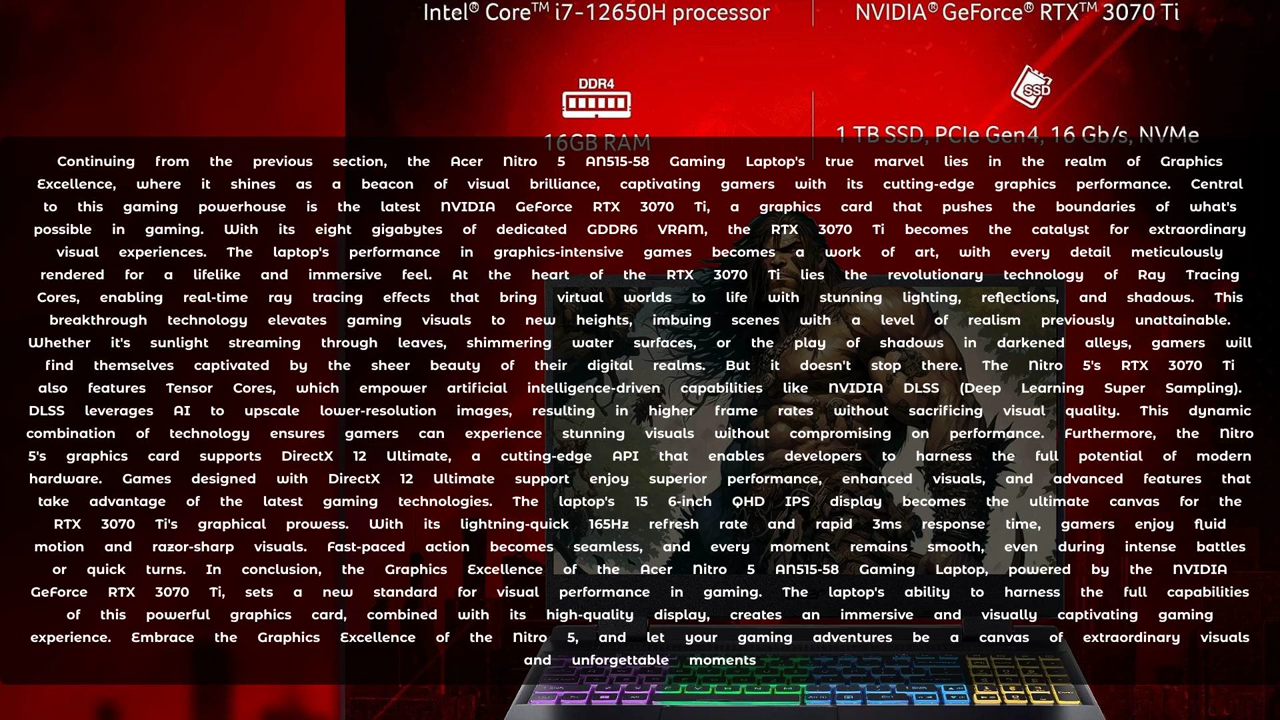 Intel® Core™ i7-12650H processor
NVIDIA® GeForce® RTX™ 3070 Ti
DDR4
SSD
16GB RAM
1 TB SSD, PCIe Gen4, 16 Gb/s, NVMe
Continuing from the previous section, the Acer Nitro 5 AN515-58 Gaming Laptop's true marvel lies in the realm of Graphics
Excellence, where it shines as a beacon of visual brilliance, captivating gamers with its cutting-edge graphics performance. Central
to this gaming powerhouse is the latest NVIDIA GeForce RTX 3070 Ti, a graphics card that pushes the boundaries of what's
possible in gaming. With its eight gigabytes of dedicated GDDR6 VRAM, the RTX 3070 Ti becomes the catalyst for extraordinary
visual experiences. The laptop's performance in graphics-intensive games becomes a work of art, with every detail meticulously
rendered for a lifelike and immersive feel. At the heart of the RTX 3070 Ti lies the revolutionary technology of Ray Tracing
Cores, enabling real-time ray tracing effects that bring virtual worlds to life with stunning lighting, reflections, and shadows. This
breakthrough technology elevates gaming visuals to new heights, imbuing scenes with a level of realism previously unattainable.
Whether it's sunlight streaming through leaves, shimmering water surfaces, or the play of shadows in darkened alleys, gamers will
find themselves captivated by the sheer beauty of their digital realms. But it doesn't stop there. The Nitro 5's RTX 3070 Ti
also features Tensor Cores, which empower artificial intelligence-driven capabilities like NVIDIA DLSS (Deep Learning Super Sampling).
DLSS leverages AI to upscale lower-resolution images, resulting in higher frame rates without sacrificing visual quality. This dynamic
combination of technology ensures gamers can experience stunning visuals without compromising on performance. Furthermore, the Nitro
5's graphics card supports DirectX 12 Ultimate, a cutting-edge API that enables developers to harness the full potential of modern
hardware. Games designed with DirectX 12 Ultimate support enjoy superior performance, enhanced visuals, and advanced features that
take advantage of the latest gaming technologies. The laptop's 15 6-inch QHD IPS display becomes the ultimate canvas for the
RTX 3070 Ti's graphical prowess. With its lightning-quick 165Hz refresh rate and rapid 3ms response time, gamers enjoy fluid
motion and razor-sharp visuals. Fast-paced action becomes seamless, and every moment remains smooth, even during intense battles
or quick turns. In conclusion, the Graphics Excellence of the Acer Nitro 5 AN515-58 Gaming Laptop, powered by the NVIDIA
GeForce RTX 3070 Ti, sets a new standard for visual performance in gaming. The laptop's ability to harness the full capabilities
of this powerful graphics card, combined with its high-quality display, creates an immersive and visually captivating gaming
experience. Embrace the Graphics Excellence of the Nitro 5, and let your gaming adventures be a canvas of extraordinary visuals
and unforgettable moments